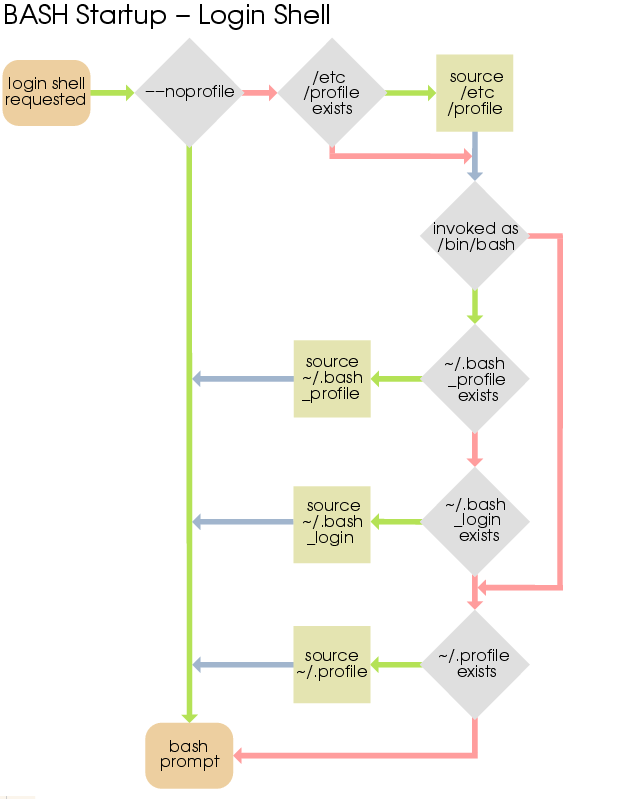 BASH Startup – Login Shell
login shell
requested
--noprofile
/etc
/profile
exists
source
/etc
/profile
invoked as
/bin/bash
source
~/.bash
_profile
~/.bash
_profile
exists
source
~/.bash
_login
~/.bash
_login
exists
source
~/.profile
~/.profile
exists
bash
prompt